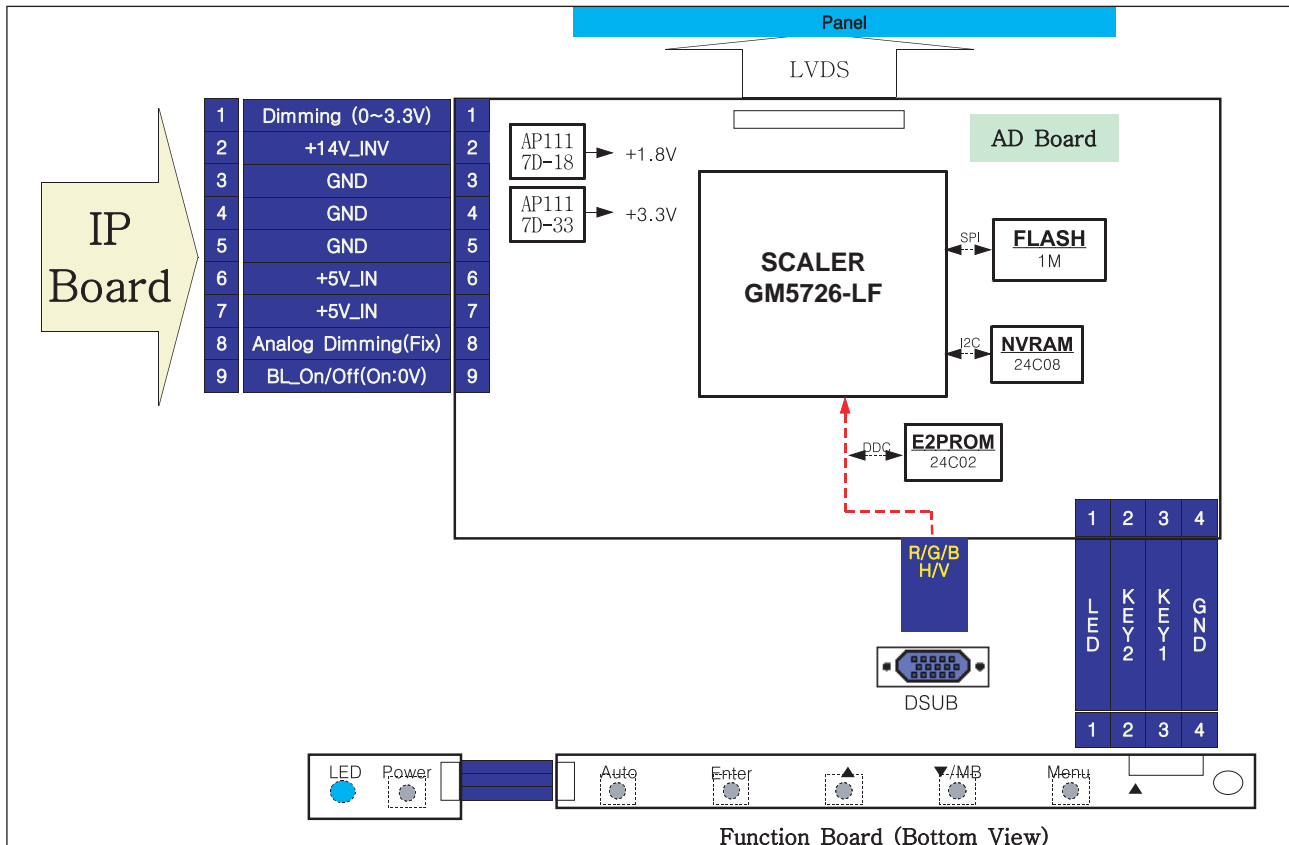 Panel
LVDS
IP
Board
1 Dimming (0~3.3V) 1
2 +14V_INV 2
3 GND 3
4 GND 4
5 GND 5
6 +5V_IN 6
7 +5V_IN 7
8 Analog Dimming(Fix) 8
9 BL_On/Off(On:0V) 9
AP111
7D-18
+1.8V
AP111
7D-33
+3.3V
AD Board
SCALER
GM5726-LF
SPI
FLASH
1M
I2C
NVRAM
24C08
DDC
E2PROM
24C02
R/G/B
H/V
DSUB
1 2 3 4
LED
KEY2
KEY1
GND
1 2 3 4
LED Power Auto Enter ▲ ▼/MB Menu ▲
Function Board (Bottom View)